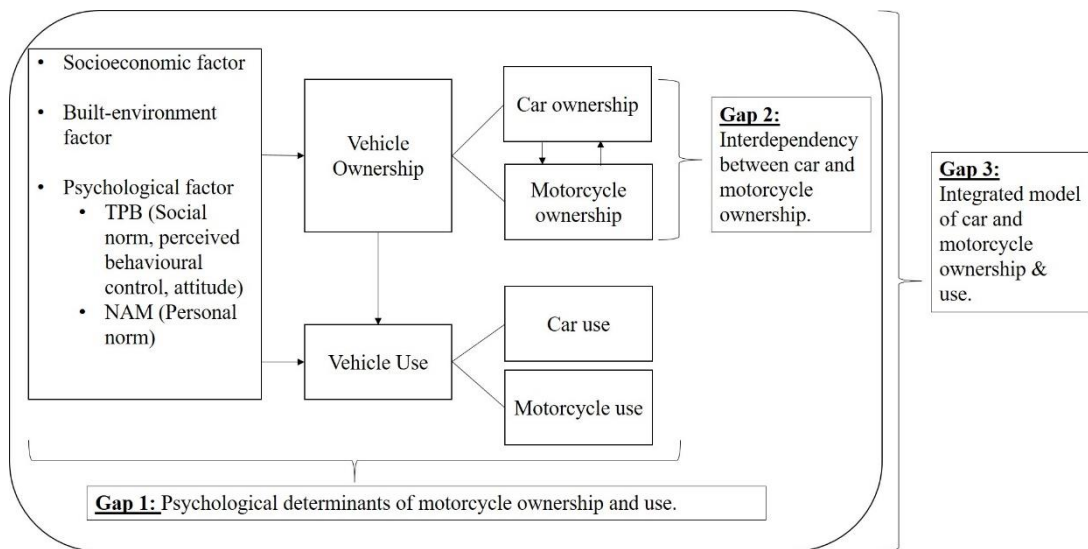 • Socioeconomic factor
• Built-environment
factor
• Psychological factor
• TPB (Social
norm, perceived
behavioural
control, attitude)
• NAM (Personal
norm)
Vehicle
Ownership
Vehicle Use
Car ownership
Motorcycle
ownership
Car use
Motorcycle use
Gap 2:
Interdependency
between car and
motorcycle
ownership.
Gap 3:
Integrated model
of car and
motorcycle
ownership &
use.
Gap 1: Psychological determinants of motorcycle ownership and use.